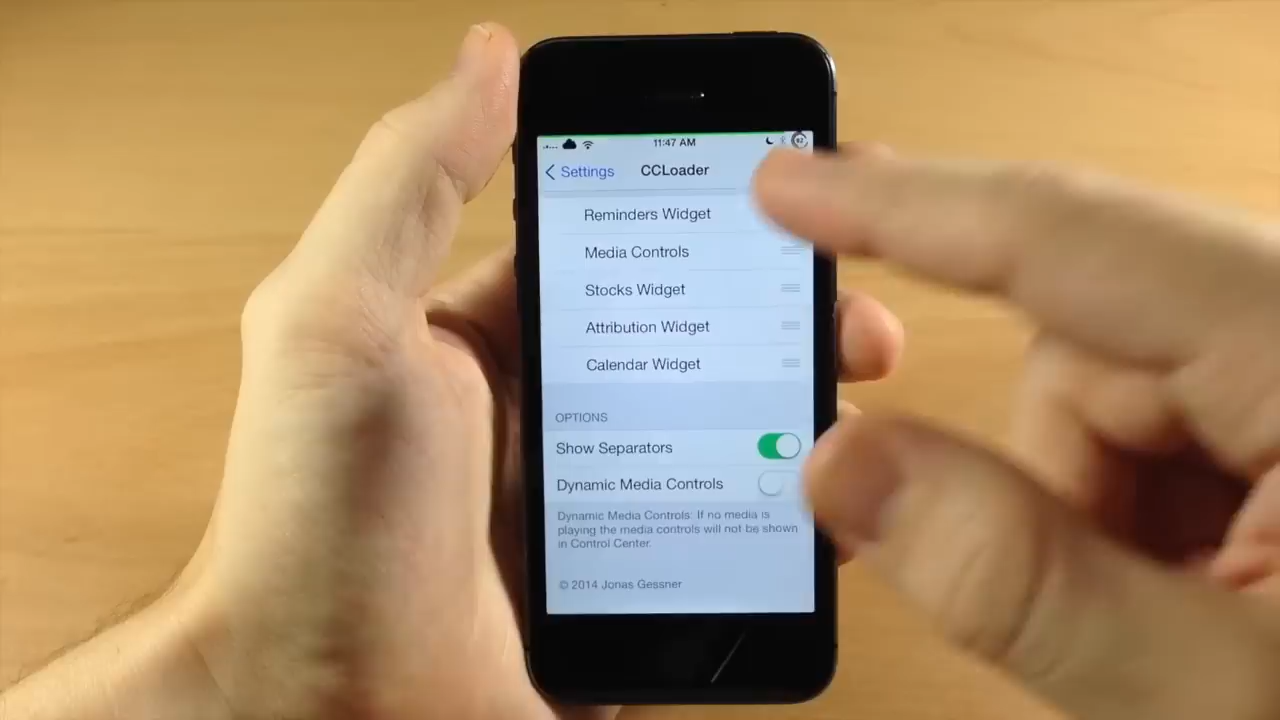 11:47 AM
Settings CCLoader
Reminders Widget
Media Controls
Stocks Widget
Attribution Widget
Calendar Widget
OPTIONS
Show Separators
Dynamic Media Controls
Dynamic Media Controls: If no media is
playing the media controls will not be shown
in Control Center.
© 2014 Jonas Gessner